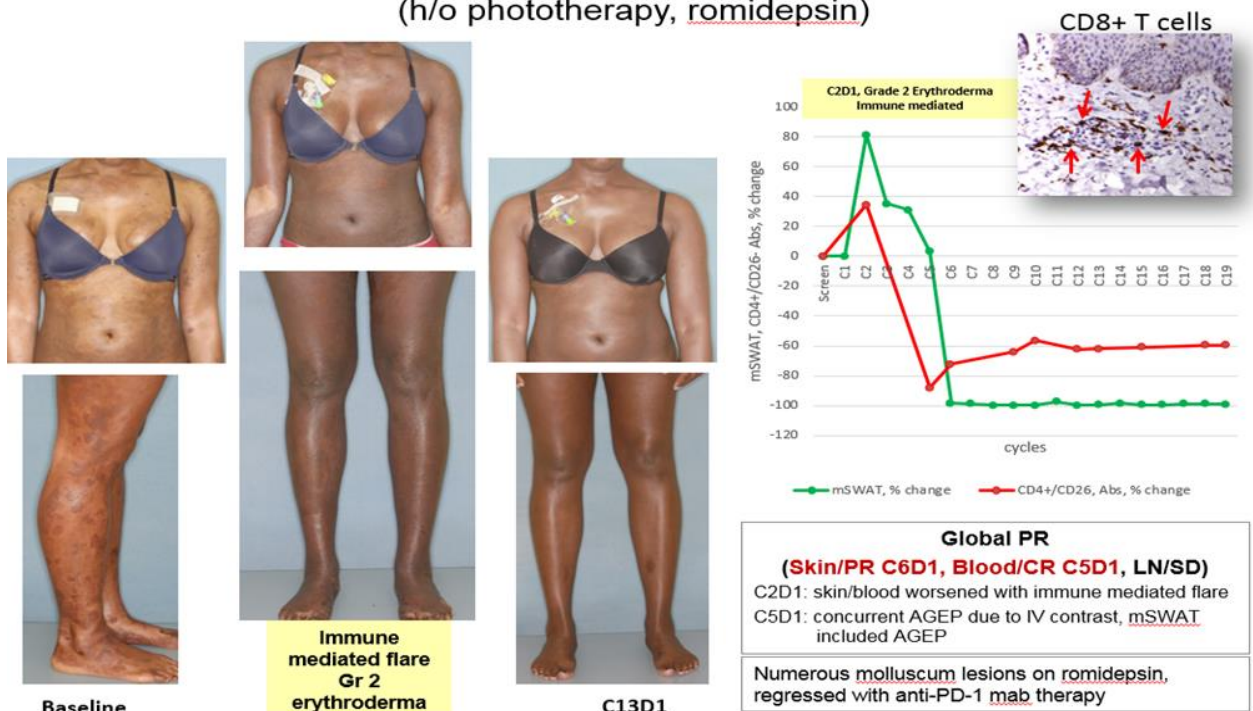 (h/o phototherapy, romidepsin)
CD8+ T cells
C2D1, Grade 2 Erythroderma
Immune mediated
mSWAT, CD4+/CD26- Abs, % change
100
80
60
40
20
0
-20
-40
-60
-80
-100
-120
Screen
C1
C2
C3
C4
C5
C6
C7
C8
C9
C10
C11
C12
C13
C14
C15
C16
C17
C18
C19
cycles
mSWAT, % change
CD4+/CD26, Abs, % change
Global PR
(Skin/PR C6D1, Blood/CR C5D1, LN/SD)
C2D1: skin/blood worsened with immune mediated flare
C5D1: concurrent AGEP due to IV contrast, mSWAT
included AGEP
Numerous molluscum lesions on romidepsin,
regressed with anti-PD-1 mab therapy
Baseline
Immune
mediated flare
Gr 2
erythroderma
C13D1